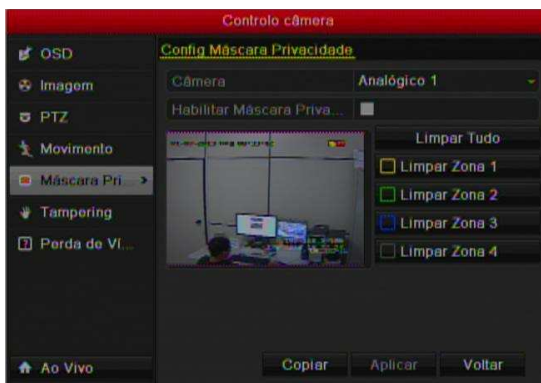 Controlo câmera
OSD
Imagem
PTZ
Movimento
Máscara Pri...
Tampering
Perda de Ví...
Ao Vivo
Config Máscara Privacidade
Câmera Analógico 1
Habilitar Máscara Priva...
Limpar Tudo
Limpar Zona 1
Limpar Zona 2
Limpar Zona 3
Limpar Zona 4
Copiar Aplicar Voltar